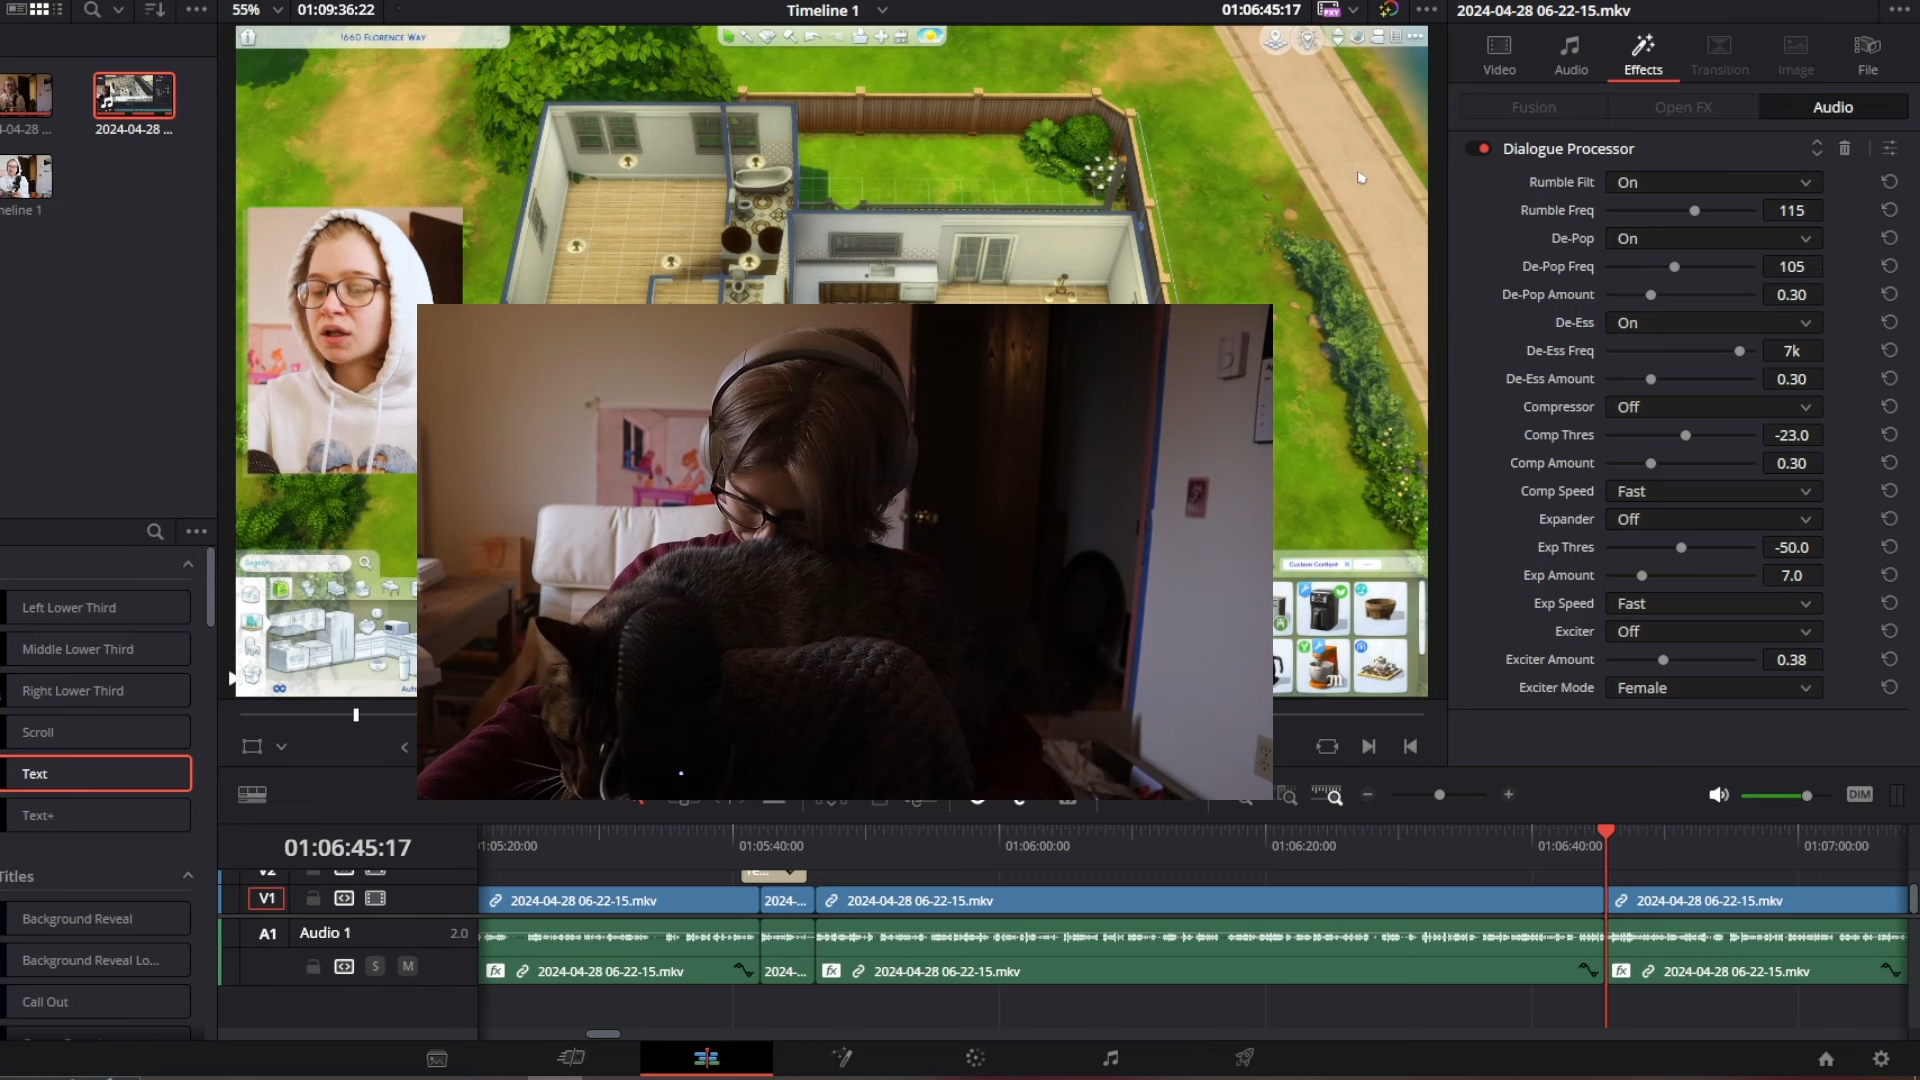 55%
01:09:36:22
Timeline 1
01:06:45:17
PXY
2024-04-28 06-22-15.mkv
-04-28 ...
2024-04-28 ...
neline 1
1660 Florence Way
Custom Content
Video
Audio
Effects
Transition
Image
File
Fusion
Open FX
Audio
Dialogue Processor
Rumble Filt On
Rumble Freq 115
De-Pop On
De-Pop Freq 105
De-Pop Amount 0.30
De-Ess On
De-Ess Freq 7k
De-Ess Amount 0.30
Compressor Off
Comp Thres -23.0
Comp Amount 0.30
Comp Speed Fast
Expander Off
Exp Thres -50.0
Exp Amount 7.0
Exp Speed Fast
Exciter Off
Exciter Amount 0.38
Exciter Mode Female
Left Lower Third
Middle Lower Third
Right Lower Third
Scroll
Text
Text+
Titles
Background Reveal
Background Reveal Lo...
Call Out
DIM
01:06:45:17
01:05:20:00
01:05:40:00
01:06:00:00
01:06:20:00
01:06:40:00
01:07:00:00
V2
Te...
V1
2024-04-28 06-22-15.mkv
2024-...
2024-04-28 06-22-15.mkv
2024-04-28 06-22-15.mkv
A1
Audio 1
2.0
S
M
fx 2024-04-28 06-22-15.mkv
2024-...
fx 2024-04-28 06-22-15.mkv
fx 2024-04-28 06-22-15.mkv